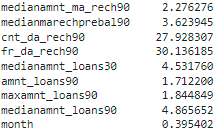 medianamnt_ma_rech90 2.276276
medianmarechprebal90 3.623945
cnt_da_rech90 27.928307
fr_da_rech90 30.136185
medianamnt_loans30 4.531760
amnt_loans90 1.712200
maxamnt_loans90 1.844849
medianamnt_loans90 4.865652
month 0.395402